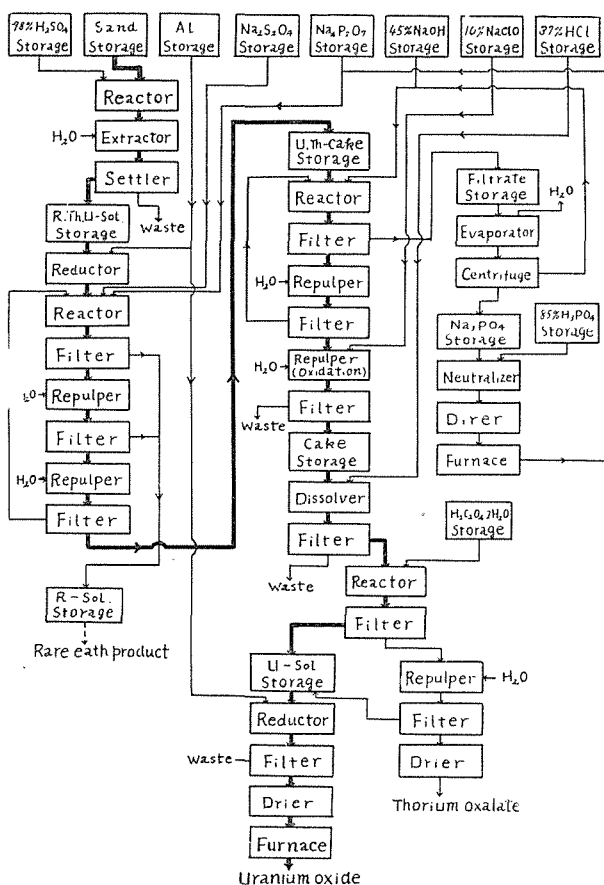 98% H₂SO₄ Storage
Sand Storage
Al Storage
Na₂S₂O₄ Storage
Na₄P₂O₇ Storage
45% NaOH Storage
10% NaClO Storage
37% HCl Storage
Reactor
H₂O
Extractor
Settler
waste
R.Th,U-Sol. Storage
Reductor
Reactor
Filter
Repulper
Filter
H₂O
Repulper
Filter
R-Sol. Storage
Rare eath product
U,Th-Cake Storage
Reactor
Filter
H₂O
Repulper
Filter
H₂O
Repulper (Oxidation)
Filter
Waste
Cake Storage
Dissolver
Filter
Waste
Filtrate Storage
H₂O
Evaporator
Centrifuge
Na₃PO₄ Storage
85% H₃PO₄ Storage
Neutralizer
Direr
Furnace
H₂C₂O₄ 2H₂O Storage
Reactor
Filter
U-Sol Storage
Reductor
Waste
Filter
Drier
Furnace
Uranium oxide
Repulper
H₂O
Filter
Drier
Thorium oxalate